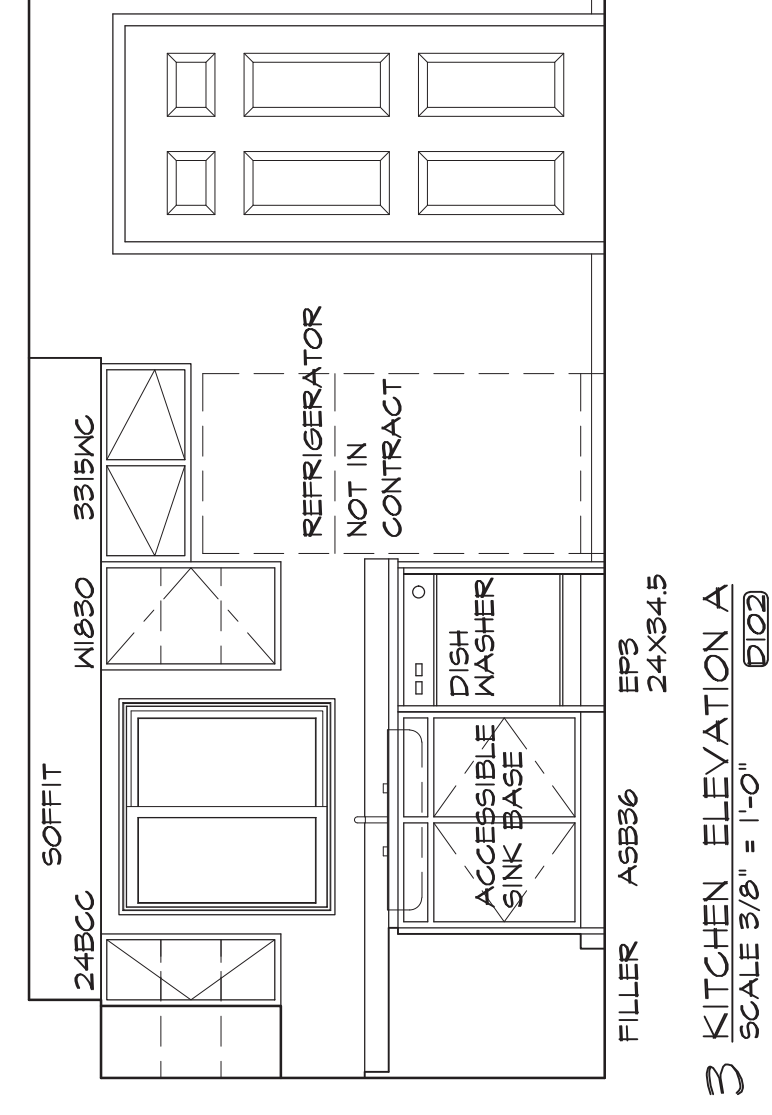 SOFFIT
24BCC
W1830
3315WC
REFRIGERATOR
NOT IN
CONTRACT
ACCESSIBLE
SINK BASE
DISH
WASHER
FILLER
ASB36
EP3
24X34.5
3 KITCHEN ELEVATION A
SCALE 3/8" = 1'-0"
D102